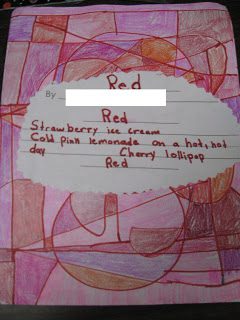 Red
By
Red
Strawberry ice cream
Cold pink lemonade on a hot, hot
day Cherry lollipop
Red